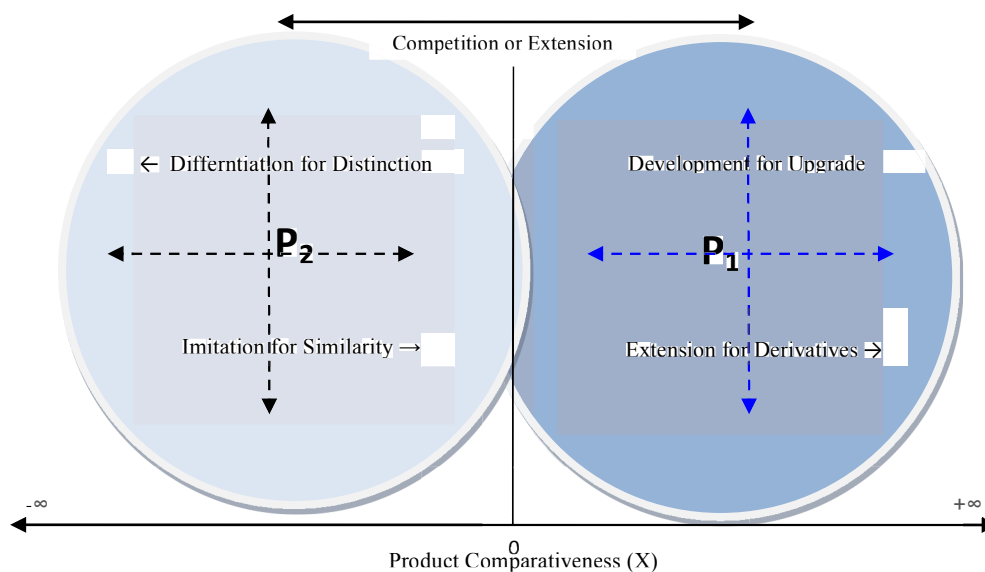 Competition or Extension
← Differntiation for Distinction
Development for Upgrade
P2
P1
Imitation for Similarity →
Extension for Derivatives →
-∞
+∞
0
Product Comparativeness (X)